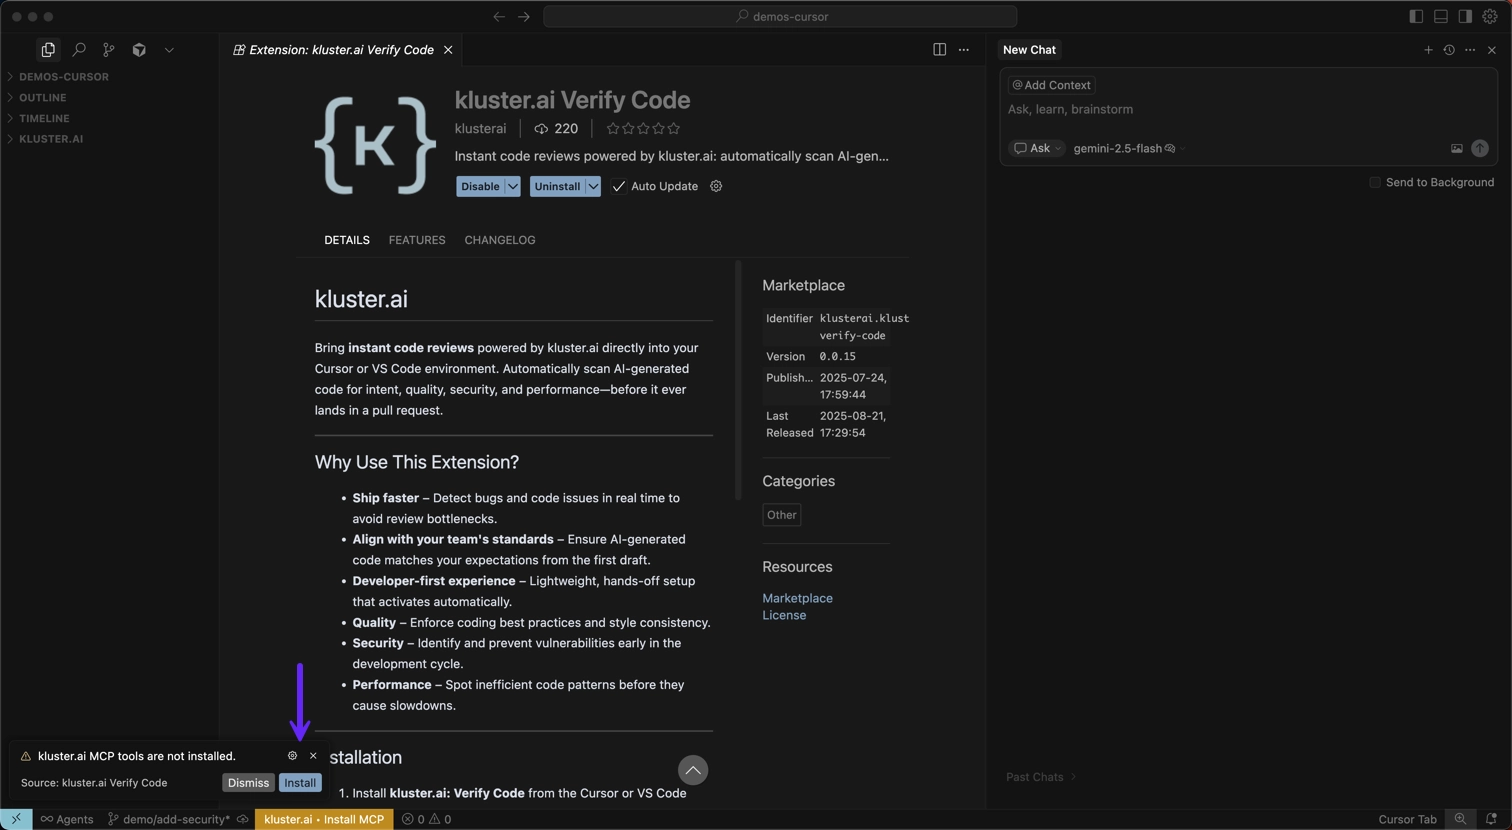 demos-cursor
Extension: kluster.ai Verify Code
New Chat
DEMOS-CURSOR
OUTLINE
TIMELINE
KLUSTER.AI
{K}
kluster.ai Verify Code
klusterai
220
Instant code reviews powered by kluster.ai: automatically scan AI-gen...
Disable
Uninstall
Auto Update
DETAILS
FEATURES
CHANGELOG
kluster.ai
Bring instant code reviews powered by kluster.ai directly into your
Cursor or VS Code environment. Automatically scan AI-generated
code for intent, quality, security, and performance—before it ever
lands in a pull request.
Why Use This Extension?
• Ship faster – Detect bugs and code issues in real time to
avoid review bottlenecks.
• Align with your team's standards – Ensure AI-generated
code matches your expectations from the first draft.
• Developer-first experience – Lightweight, hands-off setup
that activates automatically.
• Quality – Enforce coding best practices and style consistency.
• Security – Identify and prevent vulnerabilities early in the
development cycle.
• Performance – Spot inefficient code patterns before they
cause slowdowns.
stallation
1. Install kluster.ai: Verify Code from the Cursor or VS Code
Marketplace
Identifier klusterai.klust
verify-code
Version 0.0.15
Publish... 2025-07-24,
17:59:44
Last 2025-08-21,
Released 17:29:54
Categories
Other
Resources
Marketplace
License
@ Add Context
Ask, learn, brainstorm
Ask
gemini-2.5-flash
Send to Background
Past Chats
kluster.ai MCP tools are not installed.
Source: kluster.ai Verify Code
Dismiss
Install
Agents
demo/add-security*
kluster.ai • Install MCP
0
0
Cursor Tab